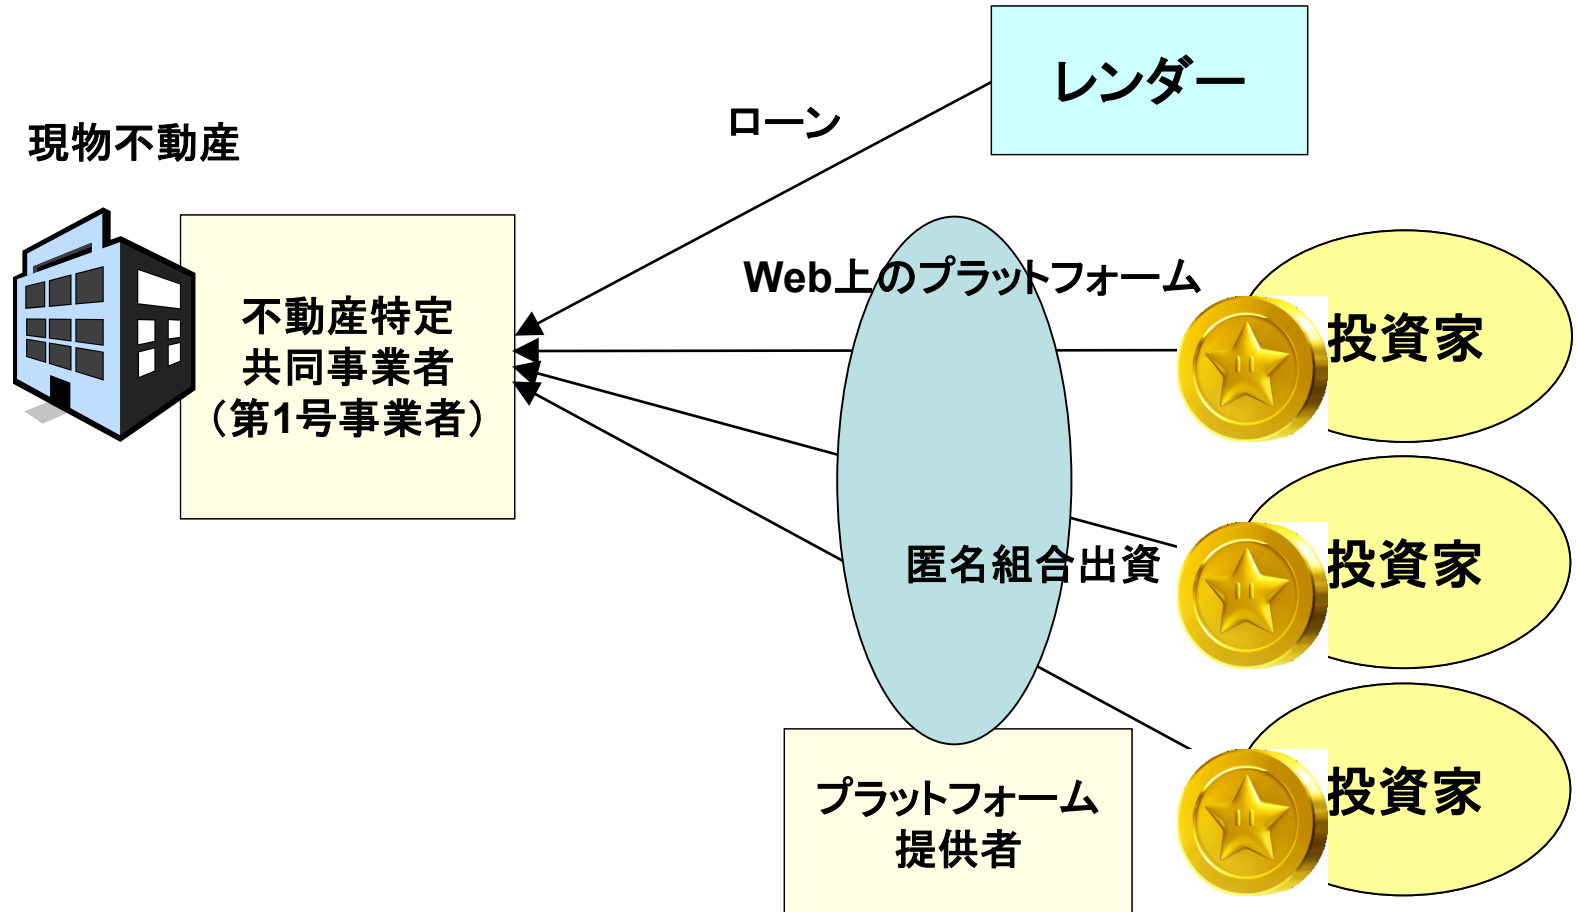 レンダー
ローン
現物不動産
Web上のプラットフォーム
不動産特定
共同事業者
（第1号事業者）
投資家
匿名組合出資
投資家
プラットフォーム
提供者
投資家